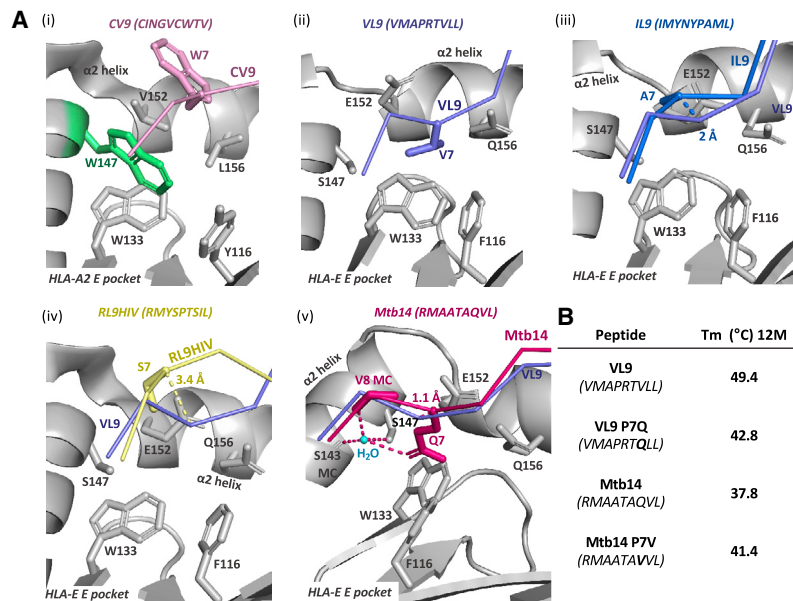 A
(i)
CV9 (CINGVCWTV)
W7
CV9
V152
α2 helix
W147
L156
W133
Y116
HLA-A2 E pocket
(ii)
VL9 (VMAPRTVLL)
α2 helix
E152
VL9
V7
Q156
S147
W133
F116
HLA-E E pocket
(iii)
IL9 (IMYNYPAML)
α2 helix
IL9
E152
A7
VL9
2 Å
S147
Q156
W133
F116
HLA-E E pocket
(iv)
RL9HIV (RMYSPTSIL)
RL9HIV
S7
3.4 Å
VL9
Q156
E152
S147
α2 helix
W133
F116
HLA-E E pocket
(v)
Mtb14 (RMAATAQVL)
Mtb14
α2 helix
V8 MC
E152
VL9
1.1 Å
S147
S143
MC
H2O
Q7
Q156
W133
F116
HLA-E E pocket
B
Peptide Tm (°C) 12M
VL9
(VMAPRTVLL) 49.4
VL9 P7Q
(VMAPRTQLL) 42.8
Mtb14
(RMAATAQVL) 37.8
Mtb14 P7V
(RMAATAVVL) 41.4